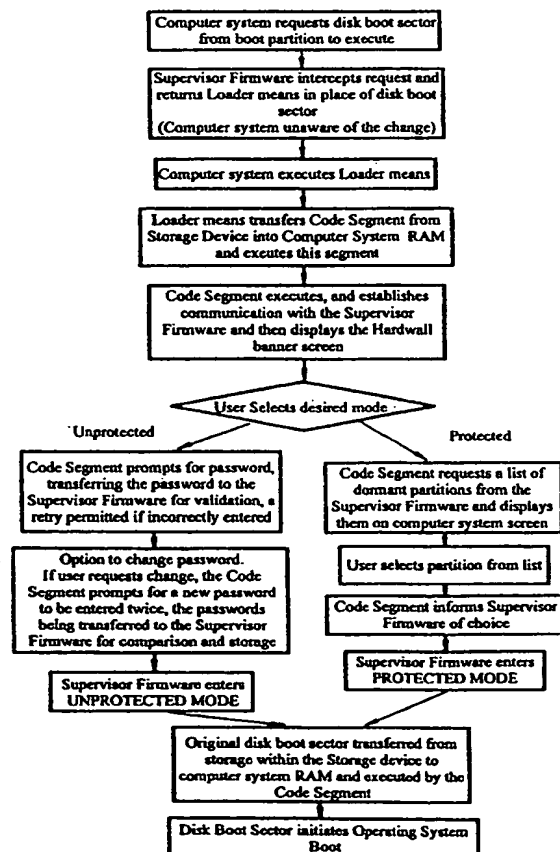 Computer system requests disk boot sector
from boot partition to execute
Supervisor Firmware intercepts request and
returns Loader means in place of disk boot
sector
(Computer system unaware of the change)
Computer system executes Loader means
Loader means transfers Code Segment from
Storage Device into Computer System RAM
and exeutes this segment
Code Segment executes, and establishes
communication with the Supervisor
Firmware and then displays the Hardwall
banner screen
User Selects desired mode
Unprotected
Protected
Code Segment prompts for password,
transferring the password to the
Supervisor Firmware for validation, a
retry permitted if incorrectly entered
Option to change password.
If user requests change, the Code
Segment prompts for a new password
to be entered twice, the passwords
being transferred to the Supervisor
Firmware for comparison and storage
Supervisor Firmware enters
UNPROTECTED MODE
Code Segment requests a list of
dormant partitions from the
Supervisor Firmware and displays
them on computer system screen
User selects partition from list
Code Segment informs Supervisor
Firmware of choice
Supervisor Firmware enters
PROTECTED MODE
Original disk boot sector transferred from
storage within the Storage device to
computer system RAM and executed by the
Code Segment
Disk Boot Sector initiates Operating System
Boot